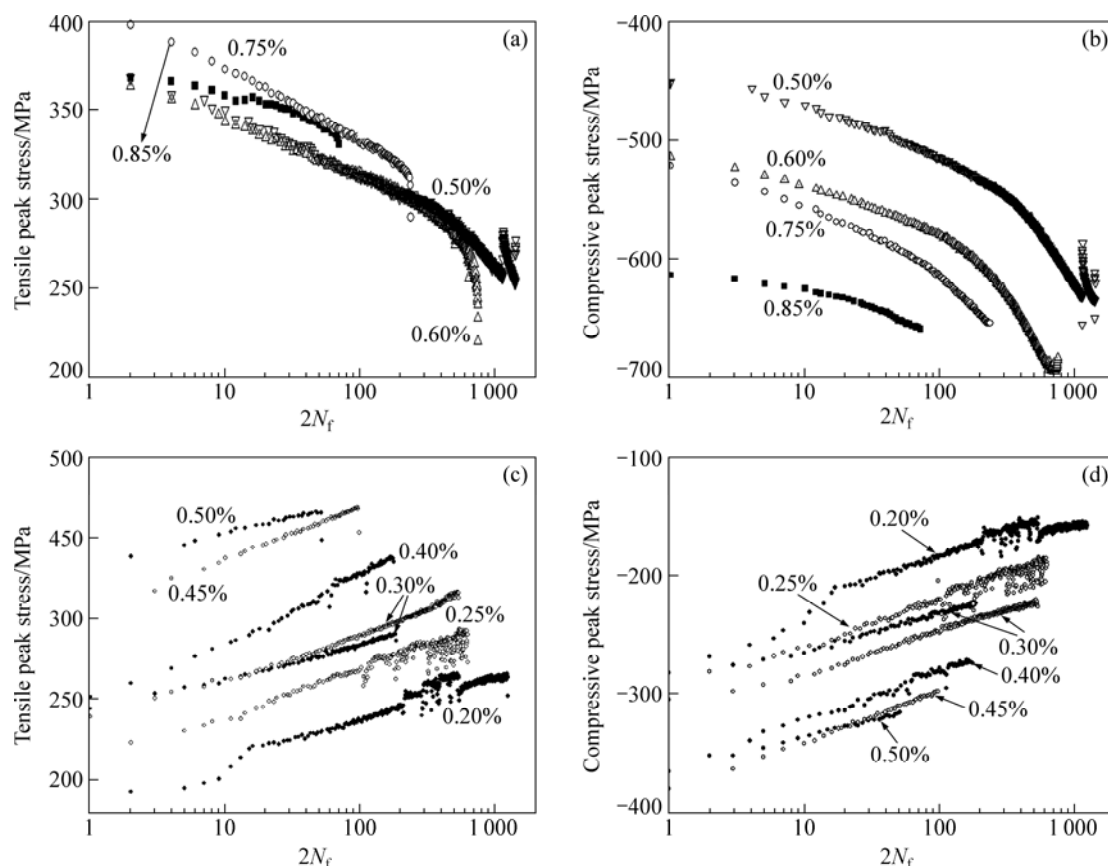 (a)
Tensile peak stress/MPa
400
350
300
250
200
0.75%
0.85%
0.50%
0.60%
1 10 100 1 000
2Nf
(b)
Compressive peak stress/MPa
−400
−500
−600
−700
0.50%
0.60%
0.75%
0.85%
1 10 100 1 000
2Nf
(c)
Tensile peak stress/MPa
500
450
300
250
200
0.50%
0.45%
0.40%
0.30%
0.25%
0.20%
1 10 100 1 000
2Nf
(d)
Compressive peak stress/MPa
−100
−200
−300
−400
0.20%
0.25%
0.30%
0.40%
0.45%
0.50%
1 10 100 1 000
2Nf